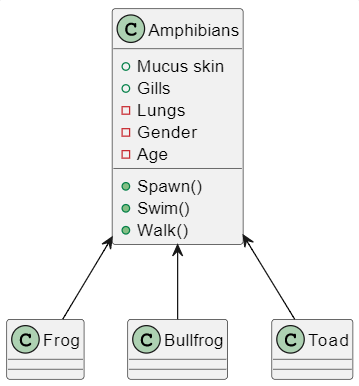 C Amphibians
Mucus skin
Gills
Lungs
Gender
Age
Spawn()
Swim()
Walk()
C Frog
C Bullfrog
C Toad